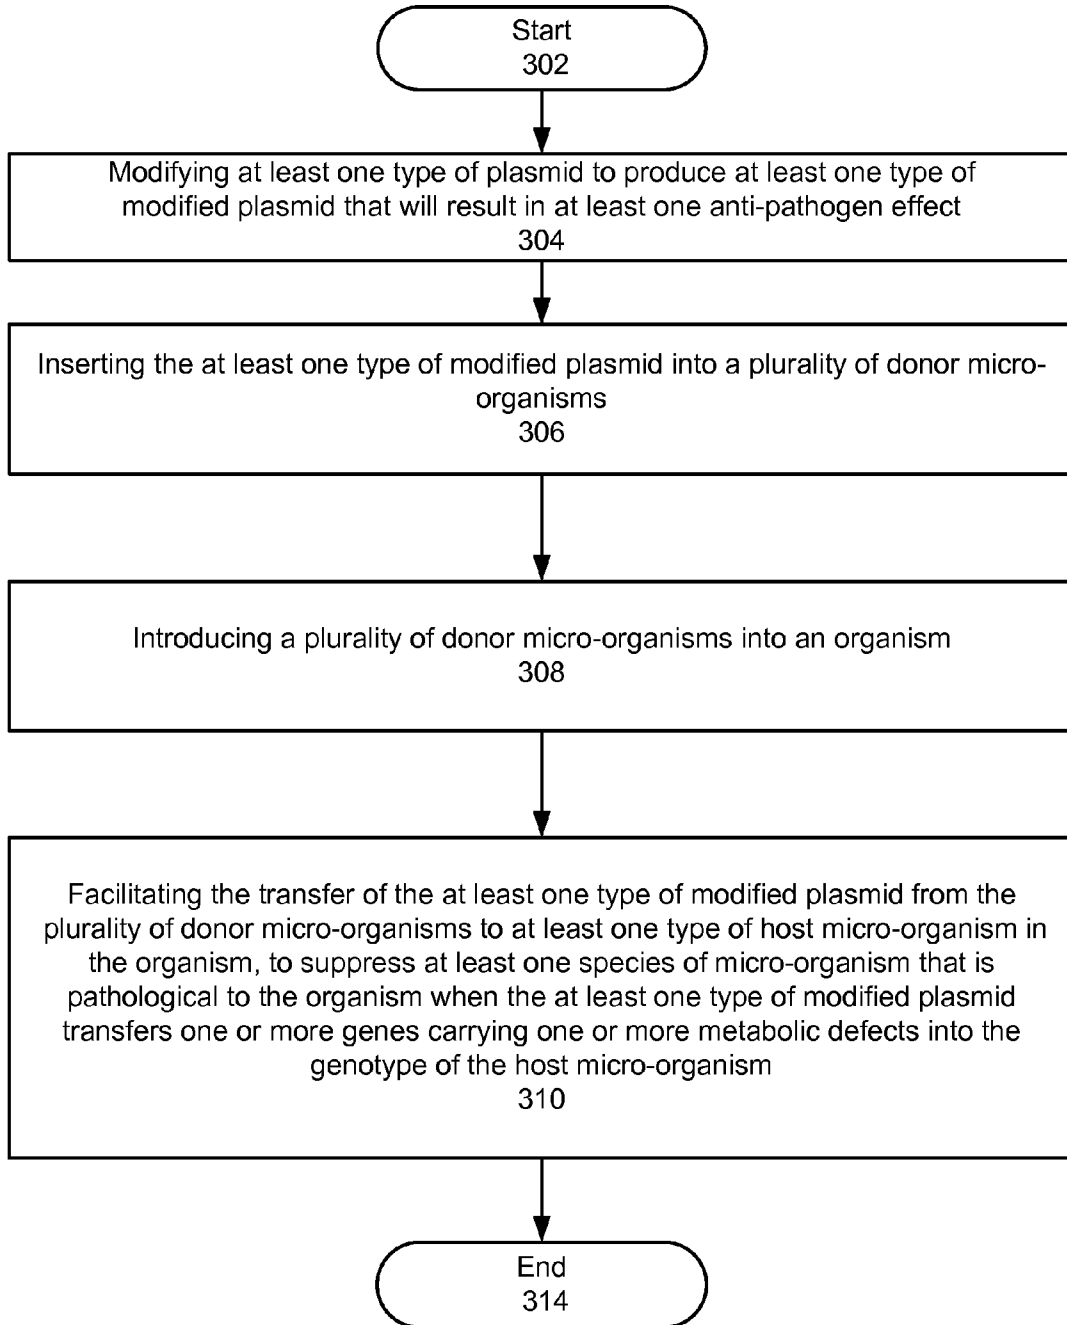 Start
302
Modifying at least one type of plasmid to produce at least one type of
modified plasmid that will result in at least one anti-pathogen effect
304
Inserting the at least one type of modified plasmid into a plurality of donor micro-
organisms
306
Introducing a plurality of donor micro-organisms into an organism
308
Facilitating the transfer of the at least one type of modified plasmid from the
plurality of donor micro-organisms to at least one type of host micro-organism in
the organism, to suppress at least one species of micro-organism that is
pathological to the organism when the at least one type of modified plasmid
transfers one or more genes carrying one or more metabolic defects into the
genotype of the host micro-organism
310
End
314